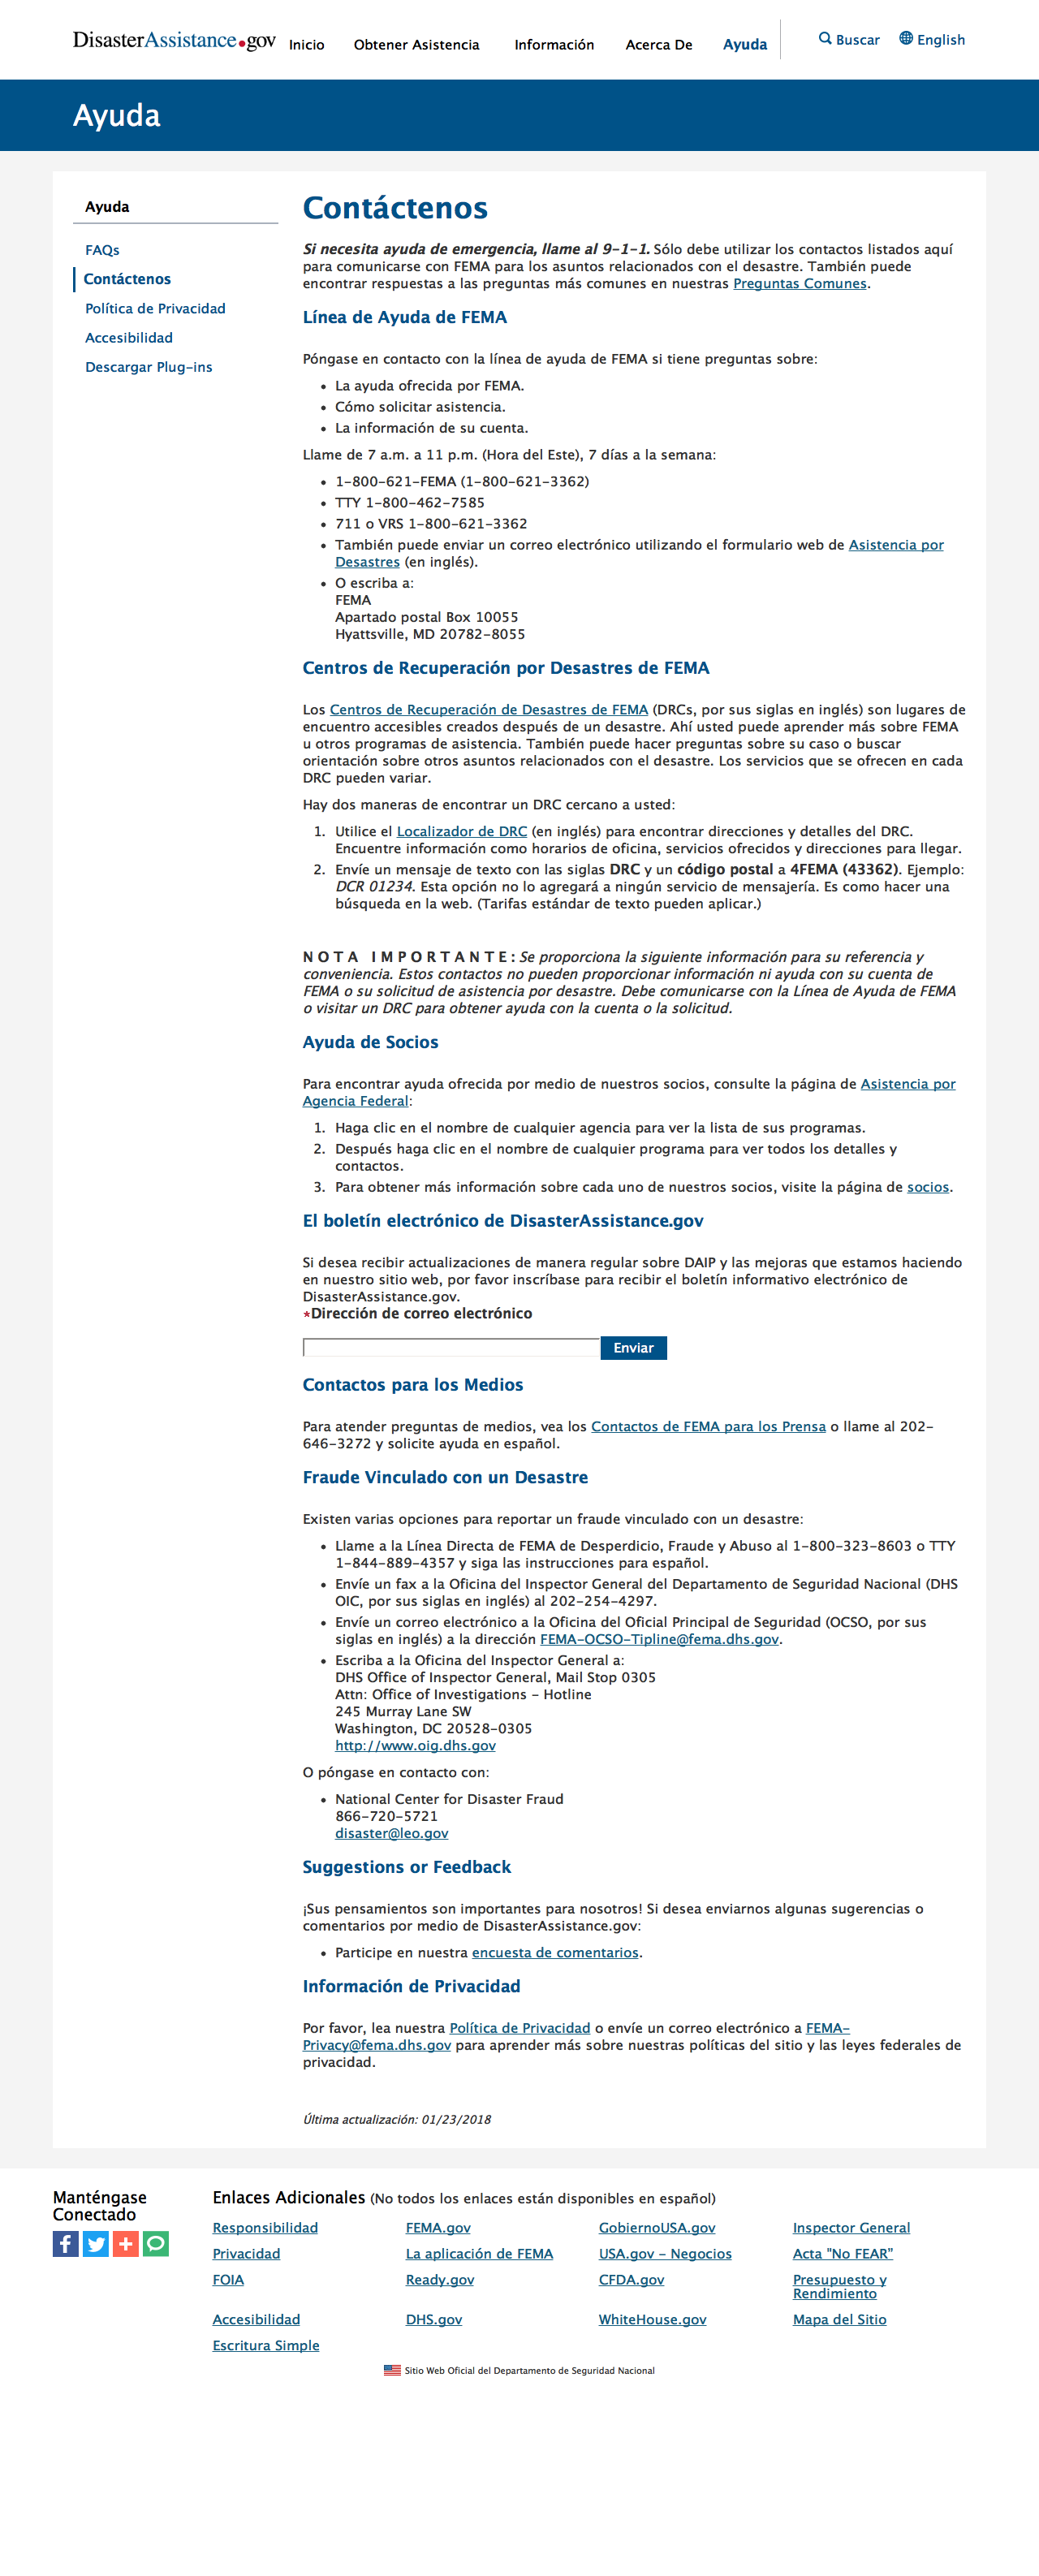 DisasterAssistance.gov Inicio Obtener Asistencia Información Acerca De Ayuda Buscar English
Ayuda
Ayuda
FAQs
Contáctenos
Política de Privacidad
Accesibilidad
Descargar Plug-ins
Contáctenos
Si necesita ayuda de emergencia, llame al 9-1-1. Sólo debe utilizar los contactos listados aquí
para comunicarse con FEMA para los asuntos relacionados con el desastre. También puede
encontrar respuestas a las preguntas más comunes en nuestras Preguntas Comunes.
Línea de Ayuda de FEMA
Póngase en contacto con la línea de ayuda de FEMA si tiene preguntas sobre:
• La ayuda ofrecida por FEMA.
• Cómo solicitar asistencia.
• La información de su cuenta.
Llame de 7 a.m. a 11 p.m. (Hora del Este), 7 días a la semana:
• 1-800-621-FEMA (1-800-621-3362)
• TTY 1-800-462-7585
• 711 o VRS 1-800-621-3362
• También puede enviar un correo electrónico utilizando el formulario web de Asistencia por
Desastres (en inglés).
• O escriba a:
FEMA
Apartado postal Box 10055
Hyattsville, MD 20782-8055
Centros de Recuperación por Desastres de FEMA
Los Centros de Recuperación de Desastres de FEMA (DRCs, por sus siglas en inglés) son lugares de
encuentro accesibles creados después de un desastre. Ahí usted puede aprender más sobre FEMA
u otros programas de asistencia. También puede hacer preguntas sobre su caso o buscar
orientación sobre otros asuntos relacionados con el desastre. Los servicios que se ofrecen en cada
DRC pueden variar.
Hay dos maneras de encontrar un DRC cercano a usted:
1. Utilice el Localizador de DRC (en inglés) para encontrar direcciones y detalles del DRC.
Encuentre información como horarios de oficina, servicios ofrecidos y direcciones para llegar.
2. Envíe un mensaje de texto con las siglas DRC y un código postal a 4FEMA (43362). Ejemplo:
DCR 01234. Esta opción no lo agregará a ningún servicio de mensajería. Es como hacer una
búsqueda en la web. (Tarifas estándar de texto pueden aplicar.)
NOTA IMPORTANTE: Se proporciona la siguiente información para su referencia y
conveniencia. Estos contactos no pueden proporcionar información ni ayuda con su cuenta de
FEMA o su solicitud de asistencia por desastre. Debe comunicarse con la Línea de Ayuda de FEMA
o visitar un DRC para obtener ayuda con la cuenta o la solicitud.
Ayuda de Socios
Para encontrar ayuda ofrecida por medio de nuestros socios, consulte la página de Asistencia por
Agencia Federal:
1. Haga clic en el nombre de cualquier agencia para ver la lista de sus programas.
2. Después haga clic en el nombre de cualquier programa para ver todos los detalles y
contactos.
3. Para obtener más información sobre cada uno de nuestros socios, visite la página de socios.
El boletín electrónico de DisasterAssistance.gov
Si desea recibir actualizaciones de manera regular sobre DAIP y las mejoras que estamos haciendo
en nuestro sitio web, por favor inscríbase para recibir el boletín informativo electrónico de
DisasterAssistance.gov.
*Dirección de correo electrónico
Enviar
Contactos para los Medios
Para atender preguntas de medios, vea los Contactos de FEMA para los Prensa o llame al 202-
646-3272 y solicite ayuda en español.
Fraude Vinculado con un Desastre
Existen varias opciones para reportar un fraude vinculado con un desastre:
• Llame a la Línea Directa de FEMA de Desperdicio, Fraude y Abuso al 1-800-323-8603 o TTY
1-844-889-4357 y siga las instrucciones para español.
• Envíe un fax a la Oficina del Inspector General del Departamento de Seguridad Nacional (DHS
OIC, por sus siglas en inglés) al 202-254-4297.
• Envíe un correo electrónico a la Oficina del Oficial Principal de Seguridad (OCSO, por sus
siglas en inglés) a la dirección FEMA-OCSO-Tipline@fema.dhs.gov.
• Escriba a la Oficina del Inspector General a:
DHS Office of Inspector General, Mail Stop 0305
Attn: Office of Investigations - Hotline
245 Murray Lane SW
Washington, DC 20528-0305
http://www.oig.dhs.gov
O póngase en contacto con:
• National Center for Disaster Fraud
866-720-5721
disaster@leo.gov
Suggestions or Feedback
¡Sus pensamientos son importantes para nosotros! Si desea enviarnos algunas sugerencias o
comentarios por medio de DisasterAssistance.gov:
• Participe en nuestra encuesta de comentarios.
Información de Privacidad
Por favor, lea nuestra Política de Privacidad o envíe un correo electrónico a FEMA-
Privacy@fema.dhs.gov para aprender más sobre nuestras políticas del sitio y las leyes federales de
privacidad.
Última actualización: 01/23/2018
Manténgase
Conectado
Enlaces Adicionales (No todos los enlaces están disponibles en español)
Responsibilidad FEMA.gov GobiernoUSA.gov Inspector General
Privacidad La aplicación de FEMA USA.gov - Negocios Acta "No FEAR"
FOIA Ready.gov CFDA.gov Presupuesto y
Rendimiento
Accesibilidad DHS.gov WhiteHouse.gov Mapa del Sitio
Escritura Simple
Sitio Web Oficial del Departamento de Seguridad Nacional